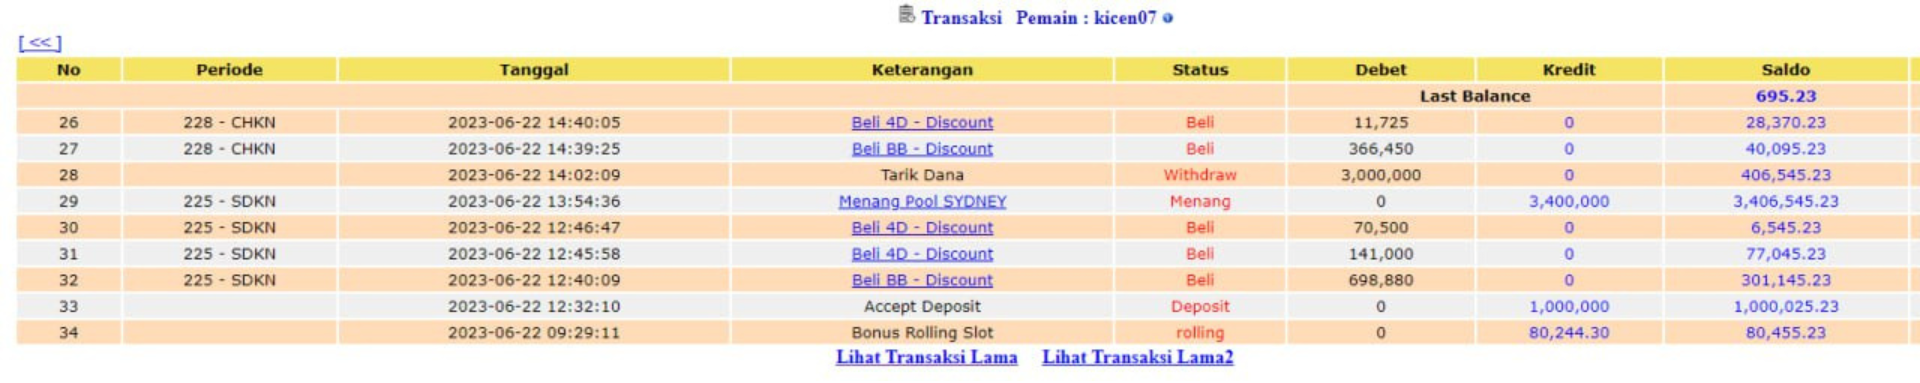 Transaksi Pemain : kicen07
[ << ]
No Periode Tanggal Keterangan Status Debet Kredit Saldo
Last Balance 695.23
26 228 - CHKN 2023-06-22 14:40:05 Beli 4D - Discount Beli 11,725 0 28,370.23
27 228 - CHKN 2023-06-22 14:39:25 Beli BB - Discount Beli 366,450 0 40,095.23
28 2023-06-22 14:02:09 Tarik Dana Withdraw 3,000,000 0 406,545.23
29 225 - SDKN 2023-06-22 13:54:36 Menang Pool SYDNEY Menang 0 3,400,000 3,406,545.23
30 225 - SDKN 2023-06-22 12:46:47 Beli 4D - Discount Beli 70,500 0 6,545.23
31 225 - SDKN 2023-06-22 12:45:58 Beli 4D - Discount Beli 141,000 0 77,045.23
32 225 - SDKN 2023-06-22 12:40:09 Beli BB - Discount Beli 698,880 0 301,145.23
33 2023-06-22 12:32:10 Accept Deposit Deposit 0 1,000,000 1,000,025.23
34 2023-06-22 09:29:11 Bonus Rolling Slot rolling 0 80,244.30 80,455.23
Lihat Transaksi Lama Lihat Transaksi Lama2